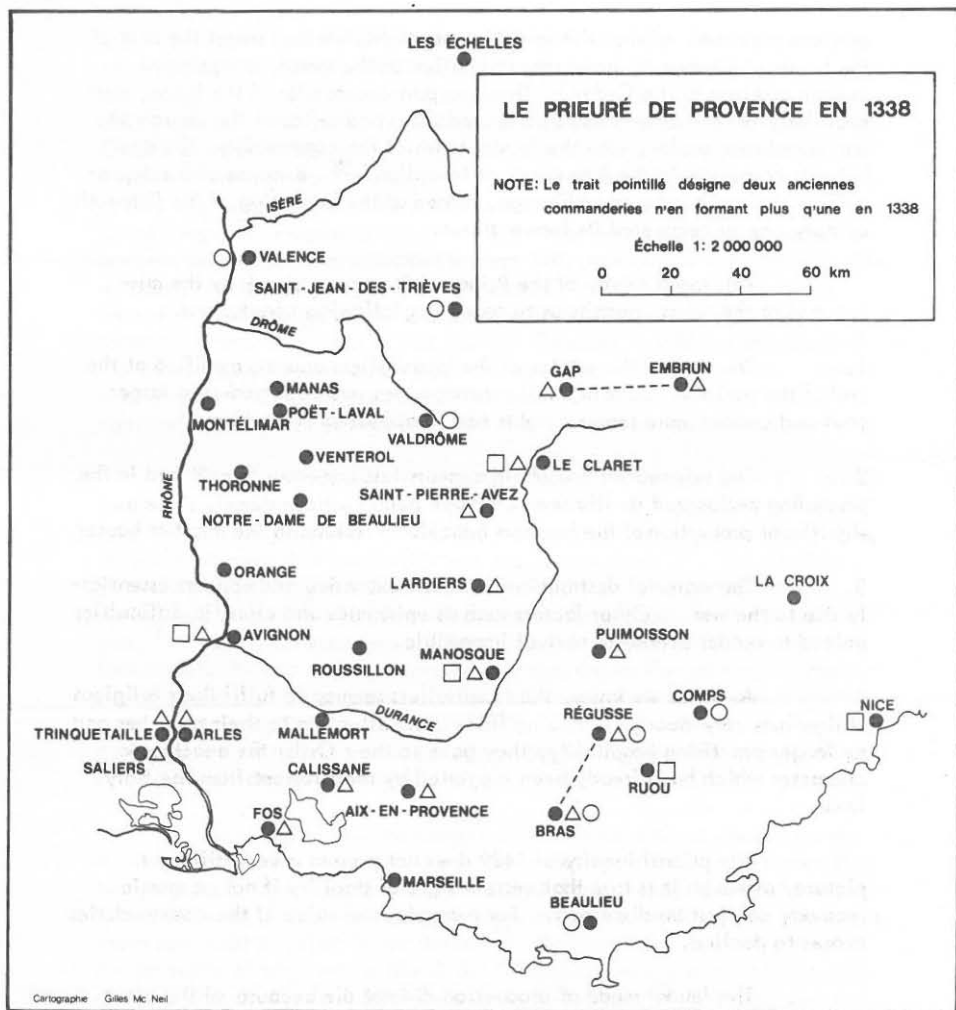 LES ÉCHELLES
LE PRIEURÉ DE PROVENCE EN 1338
NOTE: Le trait pointillé désigne deux anciennes
commanderies n'en formant plus qu'une en 1338
Échelle 1: 2 000 000
0 20 40 60 km
ISÈRE
VALENCE
SAINT-JEAN-DES-TRIÈVES
DRÔME
GAP
EMBRUN
MANAS
MONTÉLIMAR
POËT-LAVAL
VALDRÔME
VENTEROL
LE CLARET
THORONNE
SAINT-PIERRE-AVEZ
RHÔNE
NOTRE-DAME DE BEAULIEU
ORANGE
LARDIERS
LA CROIX
AVIGNON
ROUSSILLON
MANOSQUE
PUIMOISSON
DURANCE
COMPS
NICE
TRINQUETAILLE
ARLES
MALLEMORT
RÉGUSSE
SALIERS
CALISSANE
RUOU
AIX-EN-PROVENCE
FOS
BRAS
MARSEILLE
BEAULIEU
Cartographe Gilles Mc Neil